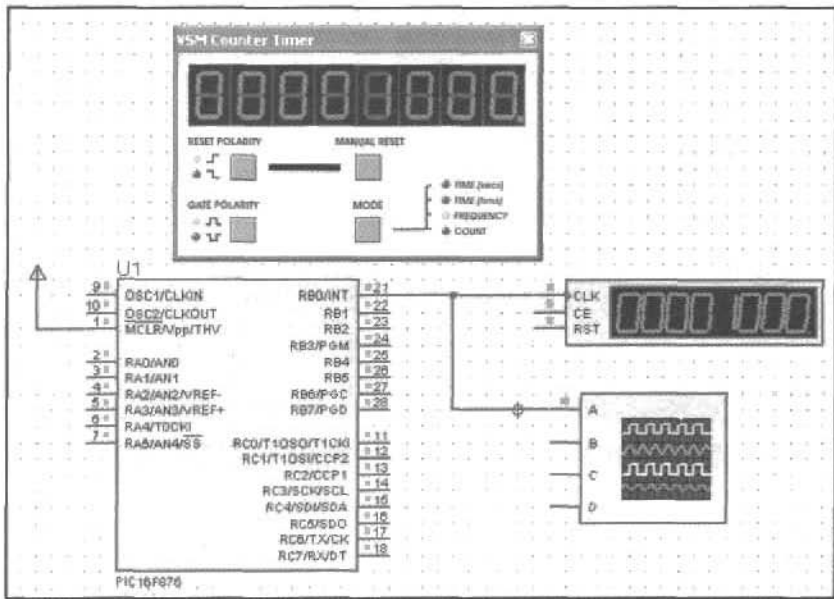 VSM Counter Timer
00001000.
RESET POLARITY
MANUAL RESET
GATE POLARITY
MODE
TIME (secs)
TIME (hms)
FREQUENCY
COUNT
U1
9
OSC1/CLKIN
10
OSC2/CLKOUT
1
MCLR/Vpp/THV
2
RA0/AN0
3
RA1/AN1
4
RA2/AN2/VREF-
5
RA3/AN3/VREF+
6
RA4/T0CKI
7
RA5/AN4/SS
RB0/INT
21
RB1
22
RB2
23
RB3/PGM
24
RB4
25
RB5
26
RB6/PGC
27
RB7/PGD
28
RC0/T1OSO/T1CKI
11
RC1/T1OSI/CCP2
12
RC2/CCP1
13
RC3/SCK/SCL
14
RC4/SDI/SDA
15
RC5/SDO
16
RC6/TX/CK
17
RC7/RX/DT
18
PIC16F876
CLK
CE
RST
00001000
A
B
C
D